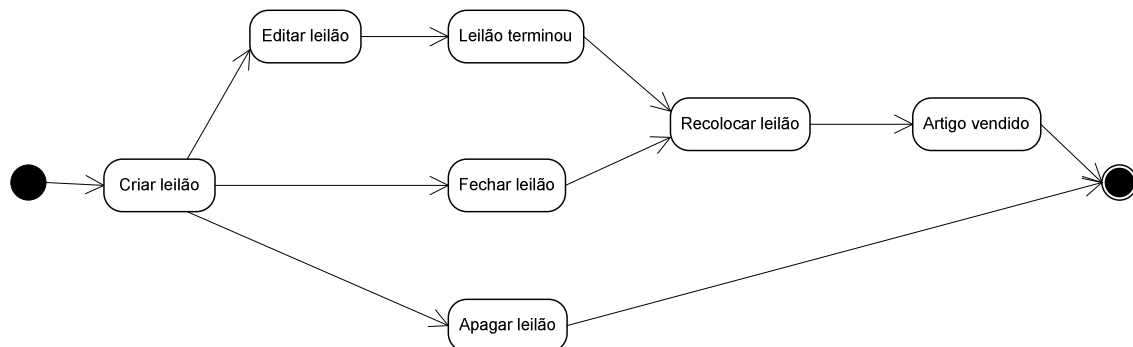 Editar leilão
Leilão terminou
Recolocar leilão
Artigo vendido
Criar leilão
Fechar leilão
Apagar leilão